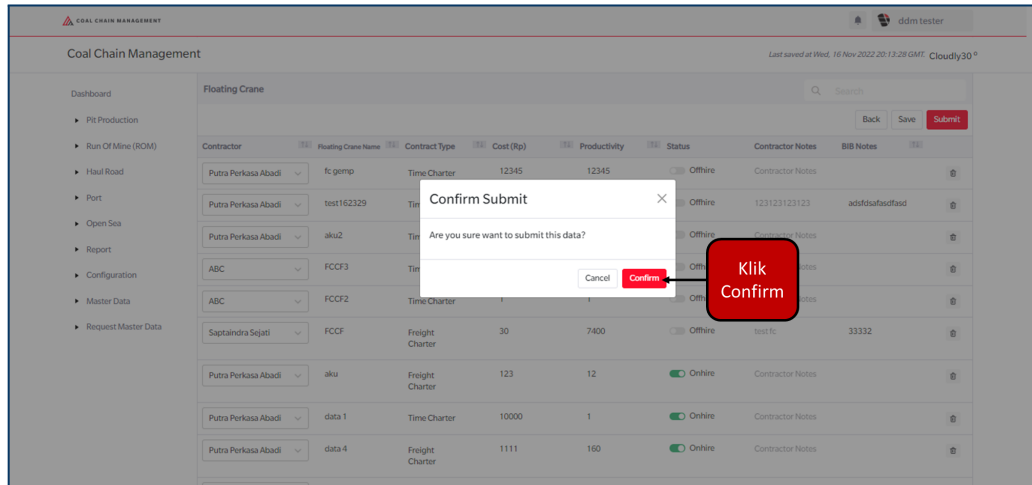 COAL CHAIN MANAGEMENT
ddm tester
Coal Chain Management
Last saved at Wed, 16 Nov 2022 20:13:28 GMT. Cloudly30 °
Dashboard
Pit Production
Run Of Mine (ROM)
Haul Road
Port
Open Sea
Report
Configuration
Master Data
Request Master Data
Floating Crane
Search
Back Save Submit
Contractor Floating Crane Name Contract Type Cost (Rp) Productivity Status Contractor Notes BIB Notes
Putra Perkasa Abadi fc gemp Time Charter 12345 12345 Offhire Contractor Notes
Putra Perkasa Abadi test162329 Tim Offhire 123123123123 adsfdsafasdfasd
Putra Perkasa Abadi aku2 Tim Offhire Contractor Notes
ABC FCCF3 Tim Offhire
ABC FCCF2 Time Charter 1 1 Offh
Saptaindra Sejati FCCF Freight Charter 30 7400 Offhire test fc 33332
Putra Perkasa Abadi aku Freight Charter 123 12 Onhire Contractor Notes
Putra Perkasa Abadi data 1 Time Charter 10000 1 Onhire Contractor Notes
Putra Perkasa Abadi data 4 Freight Charter 1111 160 Onhire Contractor Notes
Confirm Submit
Are you sure want to submit this data?
Cancel Confirm
Klik
Confirm